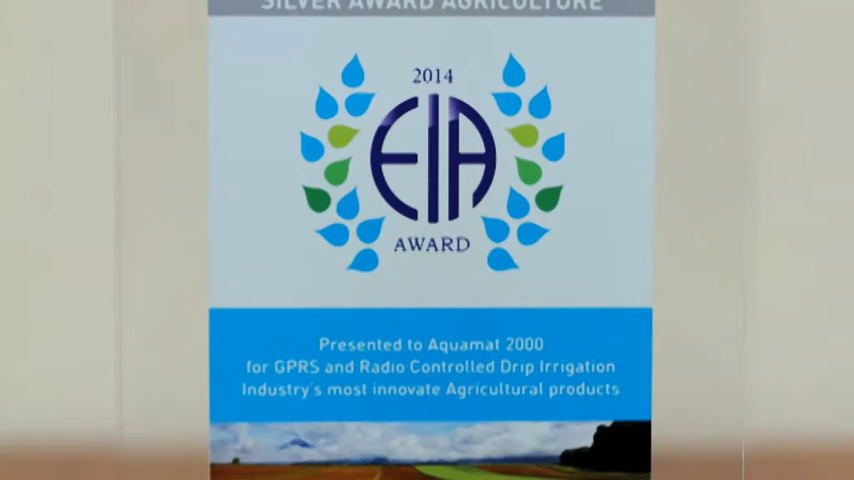 SILVER AWARD AGRICULTURE
2014
EIA
AWARD
Presented to Aquamat 2000
for GPRS and Radio Controlled Drip Irrigation
Industry's most innovate Agricultural products